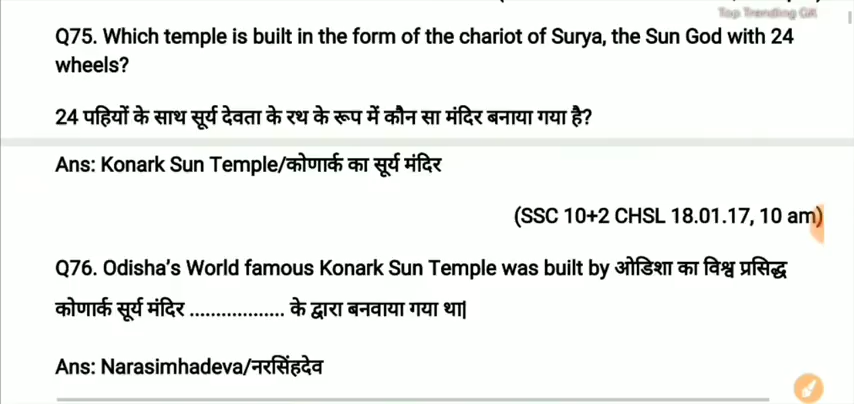 Top Trending GK
Q75. Which temple is built in the form of the chariot of Surya, the Sun God with 24
wheels?
24 पहियों के साथ सूर्य देवता के रथ के रूप में कौन सा मंदिर बनाया गया है?
Ans: Konark Sun Temple/कोणार्क का सूर्य मंदिर
(SSC 10+2 CHSL 18.01.17, 10 am)
Q76. Odisha's World famous Konark Sun Temple was built by ओडिशा का विश्व प्रसिद्ध
कोणार्क सूर्य मंदिर .................. के द्वारा बनवाया गया था|
Ans: Narasimhadeva/नरसिंहदेव